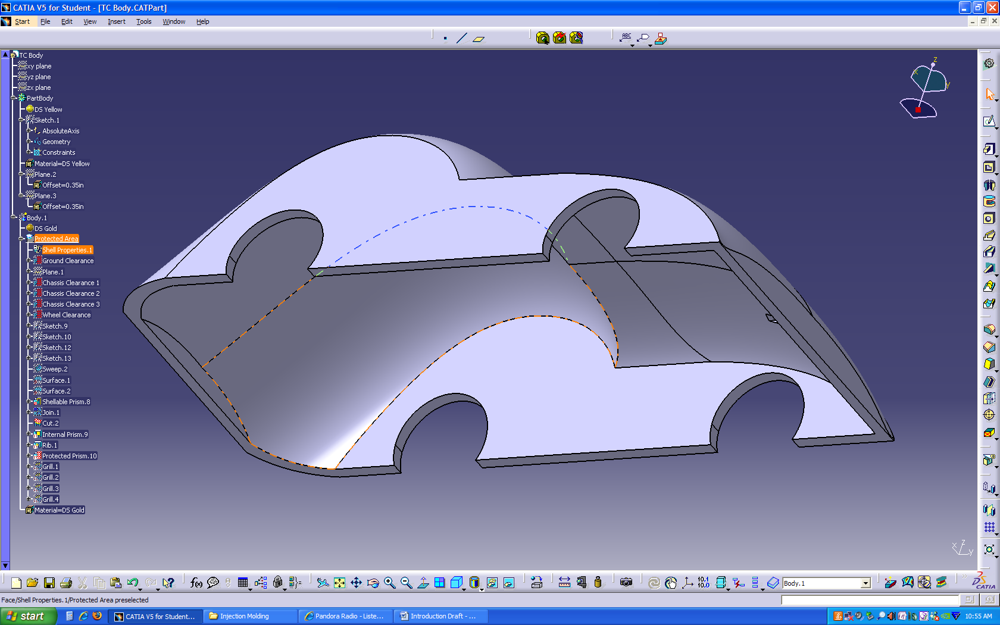 CATIA V5 for Student - [TC Body.CATPart]
Start File Edit View Insert Tools Window Help
ABC
TC Body
xy plane
yz plane
zx plane
PartBody
DS Yellow
Sketch.1
AbsoluteAxis
Geometry
Constraints
Material=DS Yellow
Plane.2
Offset=0.35in
Plane.3
Offset=0.35in
Body.1
DS Gold
Protected Area
Shell Properties.1
Ground Clearance
Plane.1
Chassis Clearance 1
Chassis Clearance 2
Chassis Clearance 3
Wheel Clearance
Sketch.9
Sketch.10
Sketch.12
Sketch.13
Sweep.2
Surface.1
Surface.2
Shellable Prism.8
Join.1
Cut.2
Internal Prism.9
Rib.1
Protected Prism.10
Grill.1
Grill.2
Grill.3
Grill.4
Material=DS Gold
z
x
y
x z y
f(x)
10.1
10.0
Body.1
CATIA
Face/Shell Properties.1/Protected Area preselected
start
CATIA V5 for Student...
Injection Molding
Pandora Radio - Liste...
Introduction Draft - ...
10:55 AM